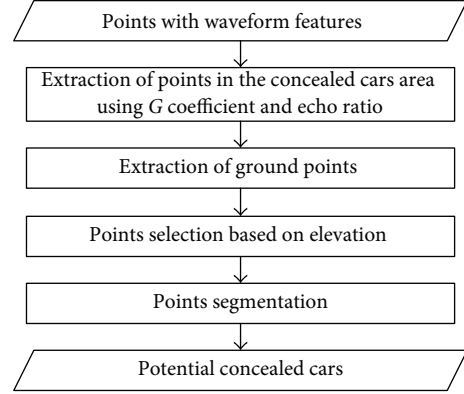 Points with waveform features
Extraction of points in the concealed cars area
using G coefficient and echo ratio
Extraction of ground points
Points selection based on elevation
Points segmentation
Potential concealed cars